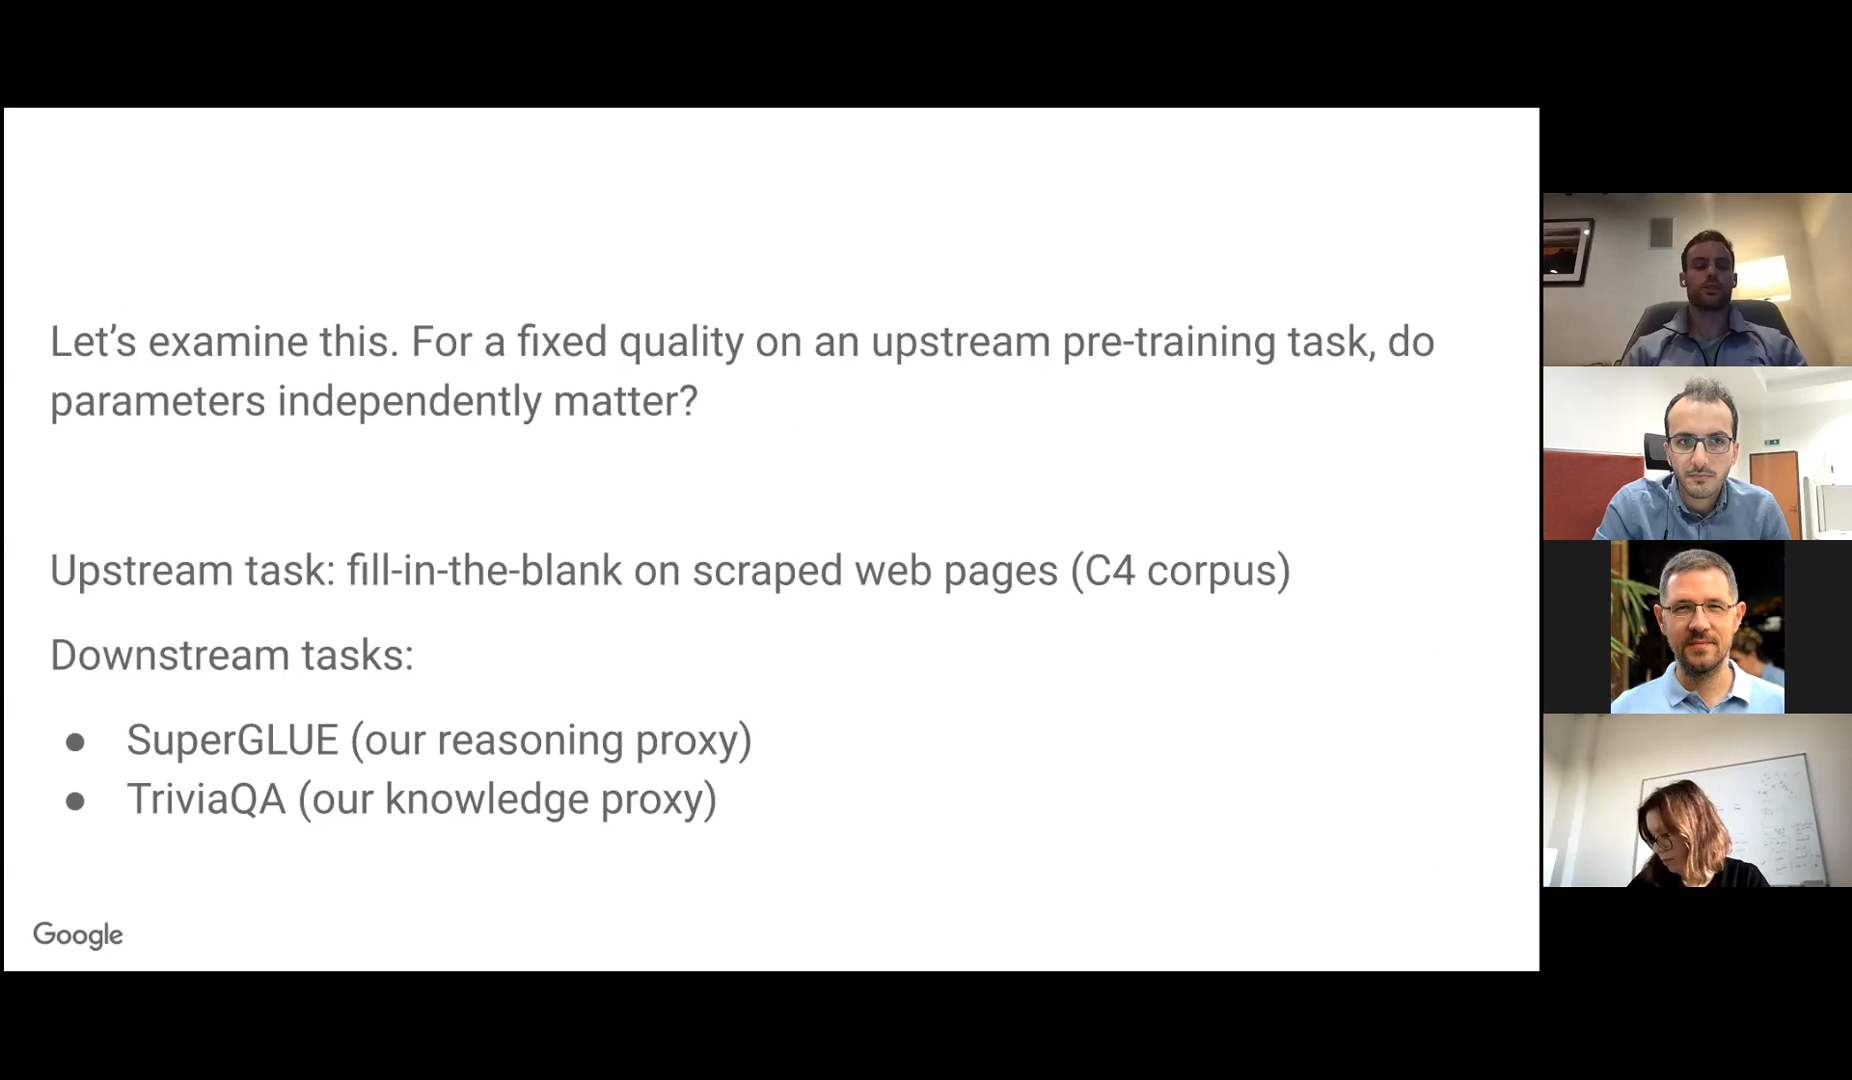 Let’s examine this. For a fixed quality on an upstream pre-training task, do
parameters independently matter?
Upstream task: fill-in-the-blank on scraped web pages (C4 corpus)
Downstream tasks:
● SuperGLUE (our reasoning proxy)
● TriviaQA (our knowledge proxy)
Google